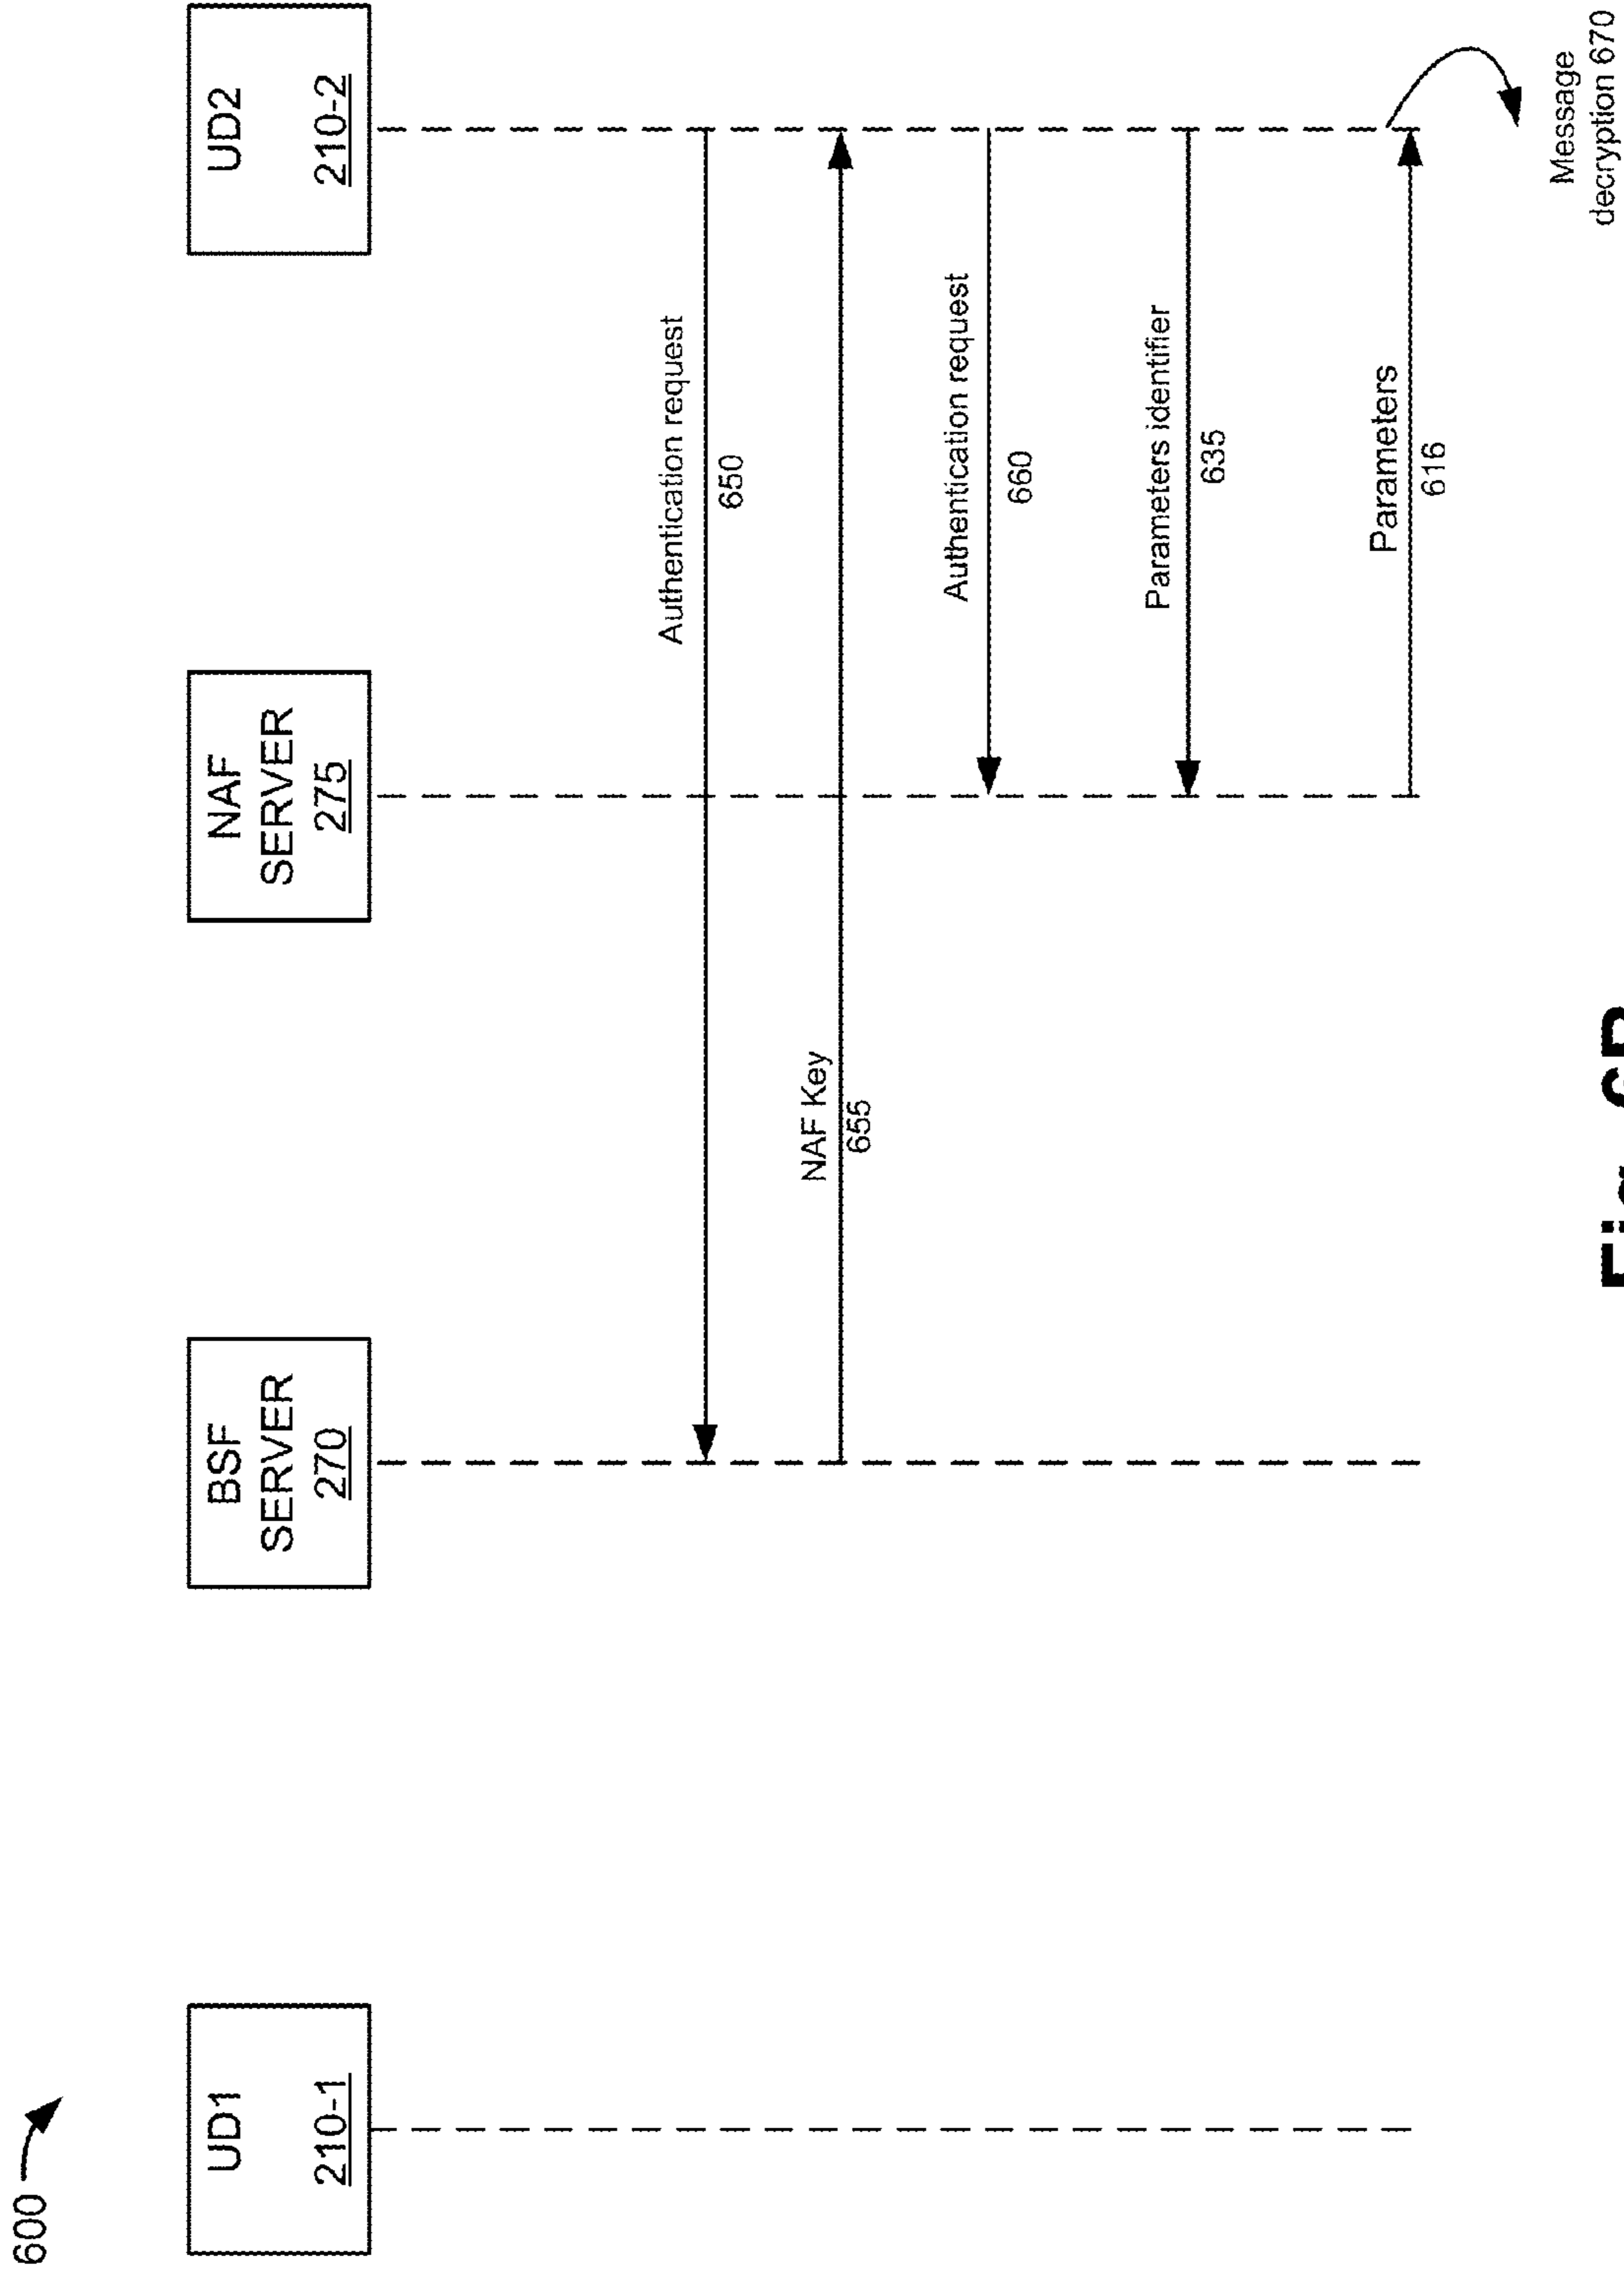 600
UD1
210-1
BSF
SERVER
270
NAF
SERVER
275
UD2
210-2
Authentication request
650
NAF Key
655
Authentication request
660
Parameters identifier
635
Parameters
616
Message
decryption 670